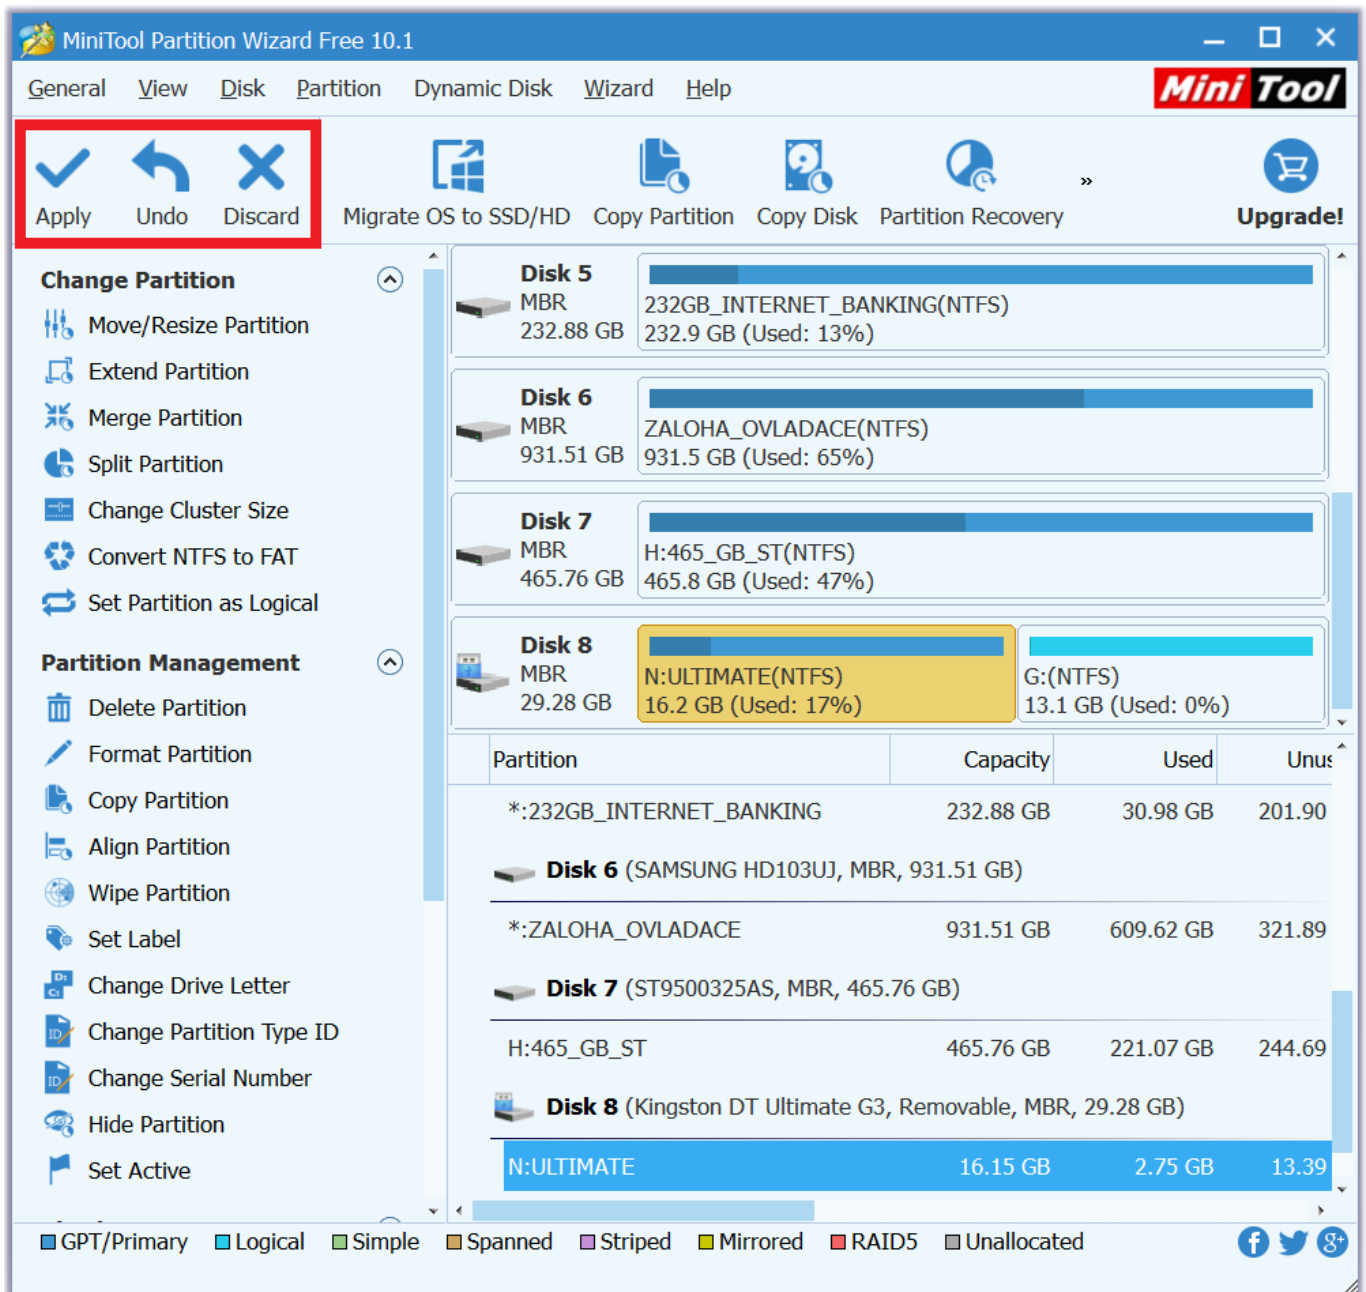 MiniTool Partition Wizard Free 10.1
General View Disk Partition Dynamic Disk Wizard Help
Mini Tool
Apply Undo Discard Migrate OS to SSD/HD Copy Partition Copy Disk Partition Recovery » Upgrade!
Change Partition
Move/Resize Partition
Extend Partition
Merge Partition
Split Partition
Change Cluster Size
Convert NTFS to FAT
Set Partition as Logical
Partition Management
Delete Partition
Format Partition
Copy Partition
Align Partition
Wipe Partition
Set Label
Change Drive Letter
Change Partition Type ID
Change Serial Number
Hide Partition
Set Active
Disk 5
MBR
232.88 GB
232GB_INTERNET_BANKING(NTFS)
232.9 GB (Used: 13%)
Disk 6
MBR
931.51 GB
ZALOHA_OVLADACE(NTFS)
931.5 GB (Used: 65%)
Disk 7
MBR
465.76 GB
H:465_GB_ST(NTFS)
465.8 GB (Used: 47%)
Disk 8
MBR
29.28 GB
N:ULTIMATE(NTFS)
16.2 GB (Used: 17%)
G:(NTFS)
13.1 GB (Used: 0%)
Partition Capacity Used Unus
*:232GB_INTERNET_BANKING 232.88 GB 30.98 GB 201.90
Disk 6 (SAMSUNG HD103UJ, MBR, 931.51 GB)
*:ZALOHA_OVLADACE 931.51 GB 609.62 GB 321.89
Disk 7 (ST9500325AS, MBR, 465.76 GB)
H:465_GB_ST 465.76 GB 221.07 GB 244.69
Disk 8 (Kingston DT Ultimate G3, Removable, MBR, 29.28 GB)
N:ULTIMATE 16.15 GB 2.75 GB 13.39
GPT/Primary Logical Simple Spanned Striped Mirrored RAID5 Unallocated